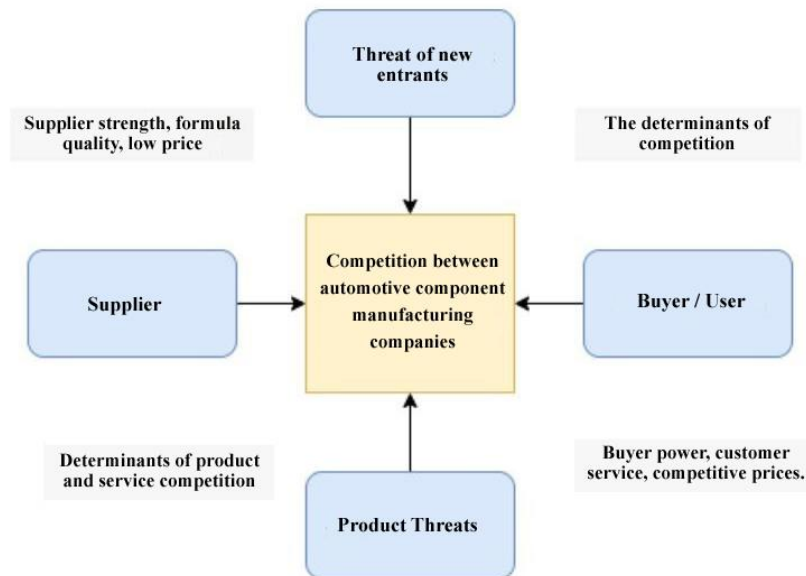 Threat of new
entrants
Supplier strength, formula
quality, low price
The determinants of
competition
Supplier
Competition between
automotive component
manufacturing
companies
Buyer / User
Determinants of product
and service competition
Product Threats
Buyer power, customer
service, competitive prices.